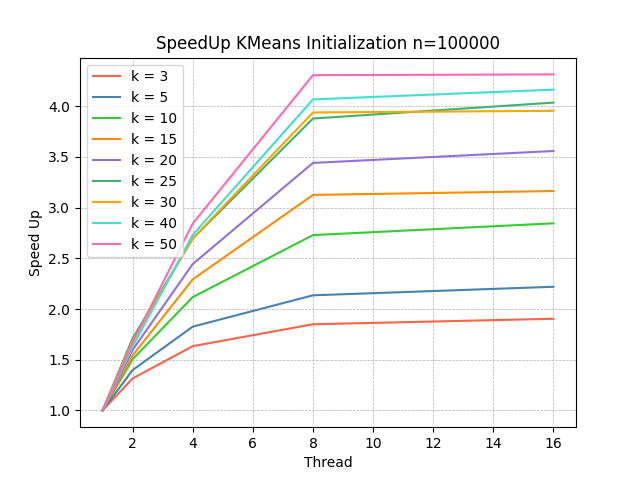 SpeedUp KMeans Initialization n=100000
k = 3
k = 5
k = 10
k = 15
k = 20
k = 25
k = 30
k = 40
k = 50
Speed Up
4.0
3.5
3.0
2.5
2.0
1.5
1.0
2 4 6 8 10 12 14 16
Thread